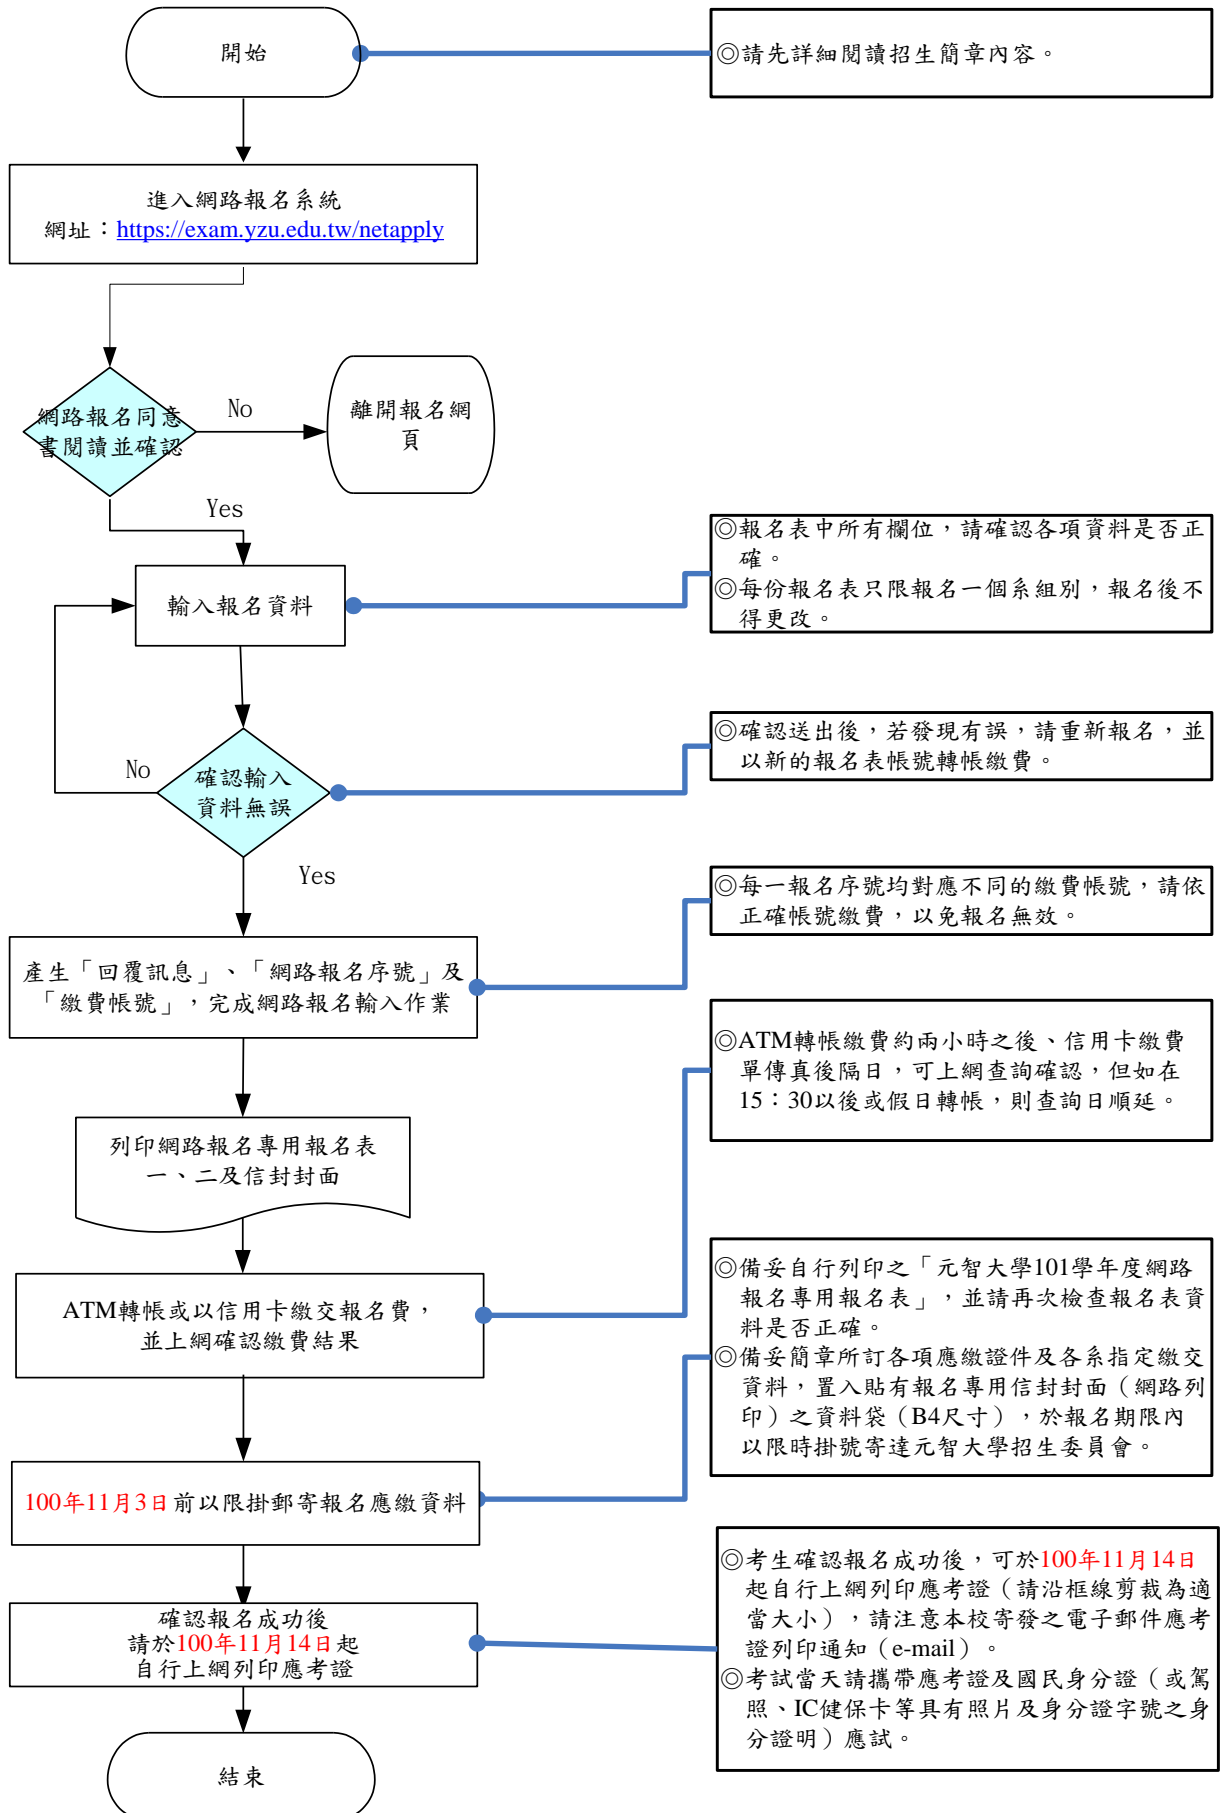 開始
◎請先詳細閱讀招生簡章內容。
進入網路報名系統
網址：https://exam.yzu.edu.tw/netapply
網路報名同意
書閱讀並確認
No
離開報名網
頁
Yes
輸入報名資料
◎報名表中所有欄位，請確認各項資料是否正
確。
◎每份報名表只限報名一個系組別，報名後不
得更改。
確認輸入
資料無誤
No
◎確認送出後，若發現有誤，請重新報名，並
以新的報名表帳號轉帳繳費。
Yes
◎每一報名序號均對應不同的繳費帳號，請依
正確帳號繳費，以免報名無效。
產生「回覆訊息」、「網路報名序號」及
「繳費帳號」，完成網路報名輸入作業
◎ATM轉帳繳費約兩小時之後、信用卡繳費
單傳真後隔日，可上網查詢確認，但如在
15：30以後或假日轉帳，則查詢日順延。
列印網路報名專用報名表
一、二及信封封面
ATM轉帳或以信用卡繳交報名費，
並上網確認繳費結果
◎備妥自行列印之「元智大學101學年度網路
報名專用報名表」，並請再次檢查報名表資
料是否正確。
◎備妥簡章所訂各項應繳證件及各系指定繳交
資料，置入貼有報名專用信封封面（網路列
印）之資料袋（B4尺寸），於報名期限內
以限時掛號寄達元智大學招生委員會。
100年11月3日前以限掛郵寄報名應繳資料
確認報名成功後
請於100年11月14日起
自行上網列印應考證
◎考生確認報名成功後，可於100年11月14日
起自行上網列印應考證（請沿框線剪裁為適
當大小），請注意本校寄發之電子郵件應考
證列印通知（e-mail）。
◎考試當天請攜帶應考證及國民身分證（或駕
照、IC健保卡等具有照片及身分證字號之身
分證明）應試。
結束